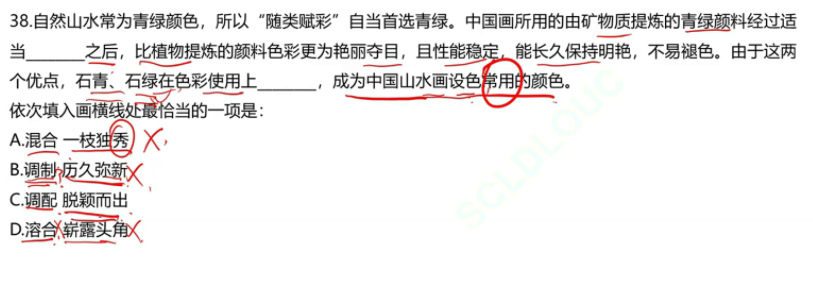 38.自然山水常为青绿颜色，所以“随类赋彩”自当首选青绿。中国画所用的由矿物质提炼的青绿颜料经过适
当______之后，比植物提炼的颜料色彩更为艳丽夺目，且性能稳定，能长久保持明艳，不易褪色。由于这两
个优点，石青、石绿在色彩使用上______，成为中国山水画设色常用的颜色。
依次填入画横线处最恰当的一项是：
A.混合 一枝独秀
B.调制 历久弥新
C.调配 脱颖而出
D.溶合 崭露头角
SCLDLOUC